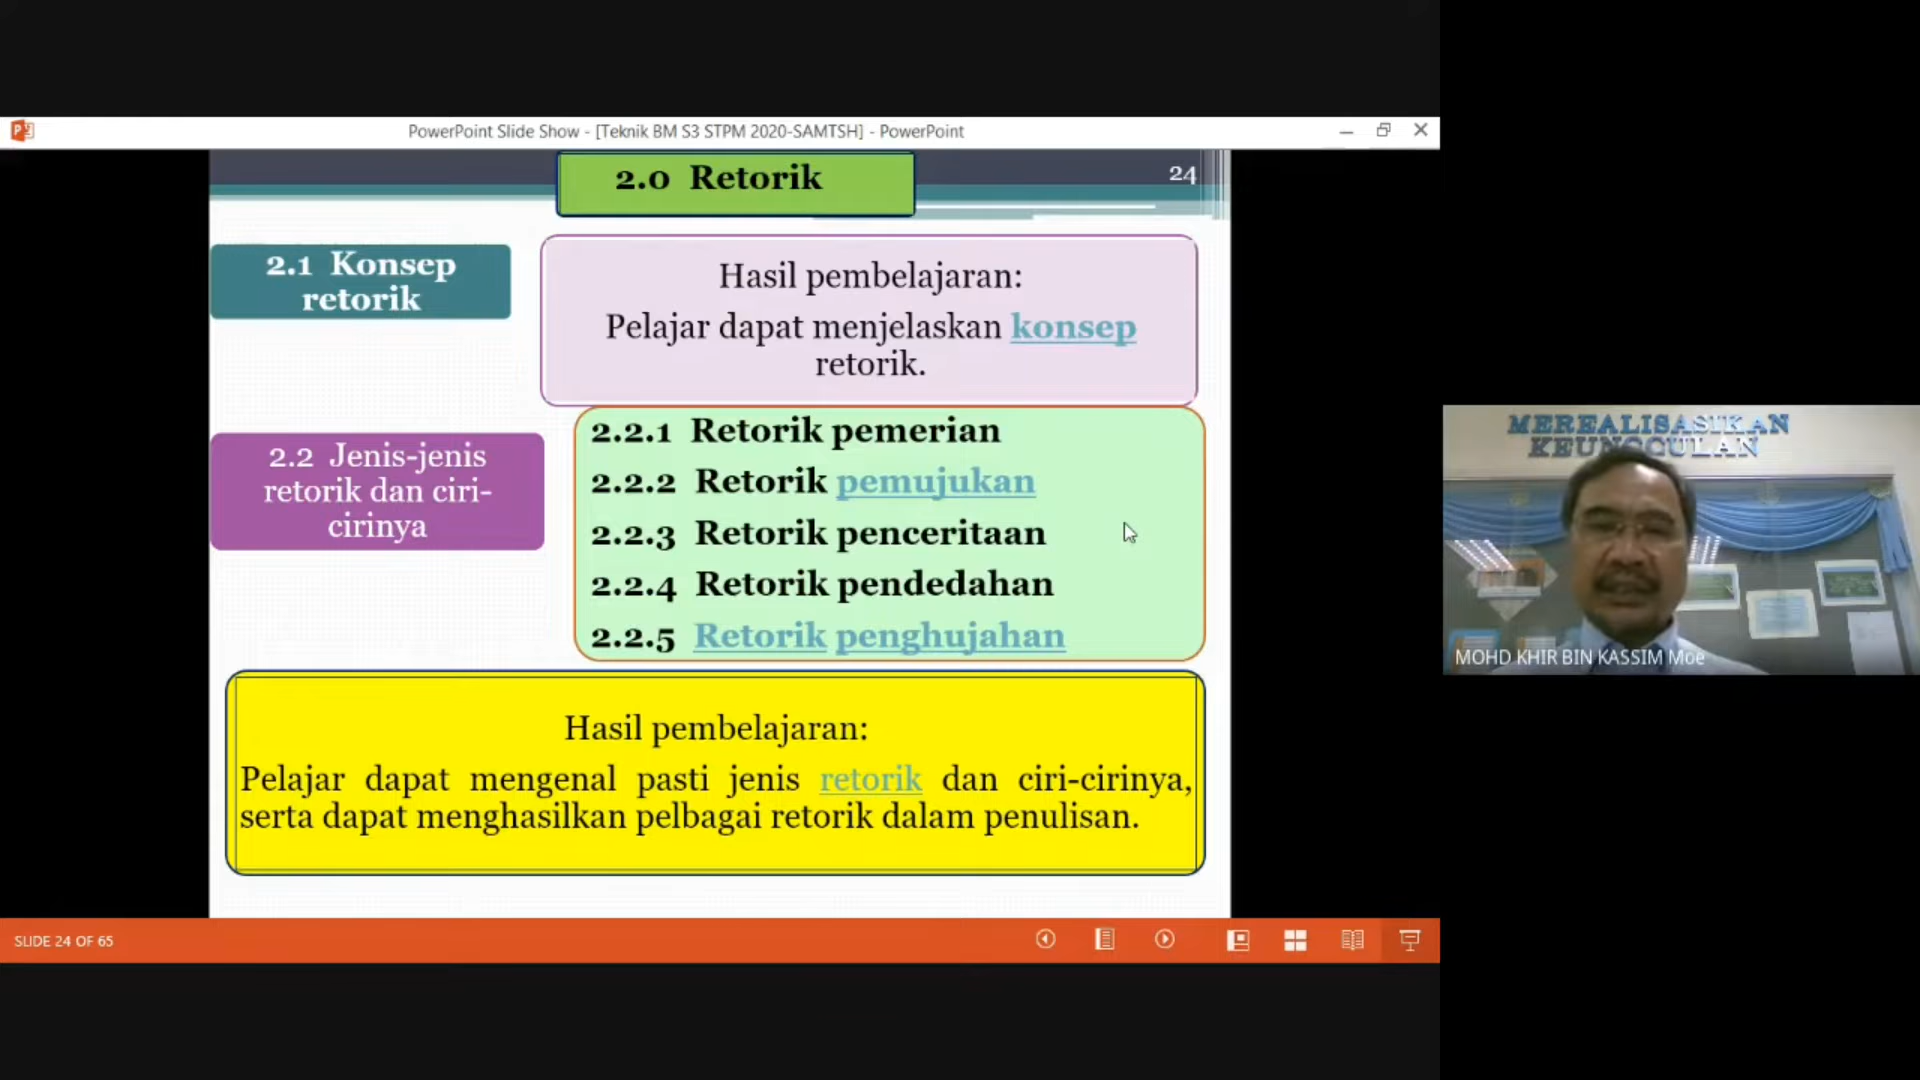 PowerPoint Slide Show - [Teknik BM S3 STPM 2020-SAMTSH] - PowerPoint
2.0 Retorik
24
2.1 Konsep
retorik
Hasil pembelajaran:
Pelajar dapat menjelaskan konsep
retorik.
2.2 Jenis-jenis
retorik dan ciri-
cirinya
2.2.1 Retorik pemerian
2.2.2 Retorik pemujukan
2.2.3 Retorik penceritaan
2.2.4 Retorik pendedahan
2.2.5 Retorik penghujahan
Hasil pembelajaran:
Pelajar dapat mengenal pasti jenis retorik dan ciri-cirinya,
serta dapat menghasilkan pelbagai retorik dalam penulisan.
SLIDE 24 OF 65
MEREALISASIKAN
KEUNGGULAN
MOHD KHIR BIN KASSIM Moe